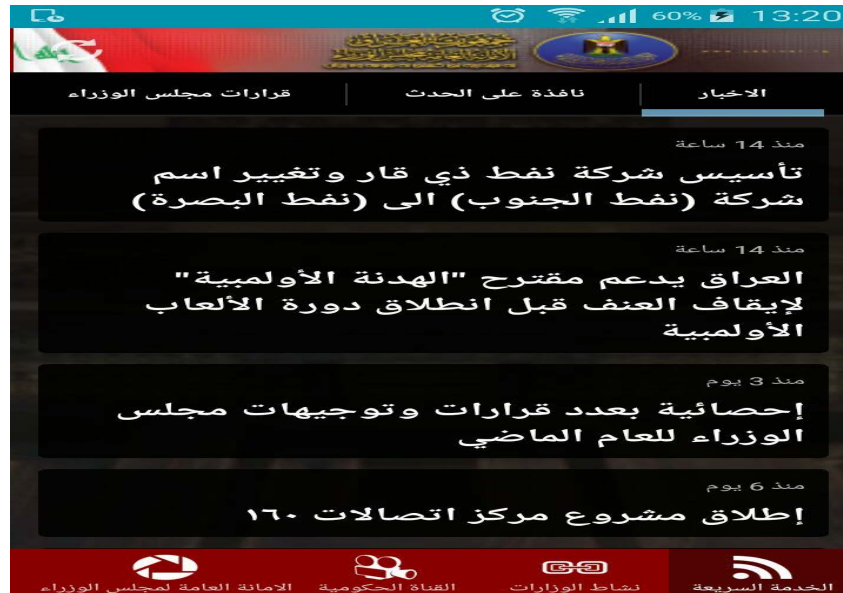 60% 13:20
الاخبار
نافذة على الحدث
قرارات مجلس الوزراء
منذ 14 ساعة
تأسيس شركة نفط ذي قار وتغيير اسم
شركة (نفط الجنوب) الى (نفط البصرة)
منذ 14 ساعة
العراق يدعم مقترح "الهدنة الأولمبية"
لإيقاف العنف قبل انطلاق دورة الألعاب
الأولمبية
منذ 3 يوم
إحصائية بعدد قرارات وتوجيهات مجلس
الوزراء للعام الماضي
منذ 6 يوم
إطلاق مشروع مركز اتصالات ١٦٠
الخدمة السريعة
نشاط الوزارات
القناة الحكومية
الامانة العامة لمجلس الوزراء